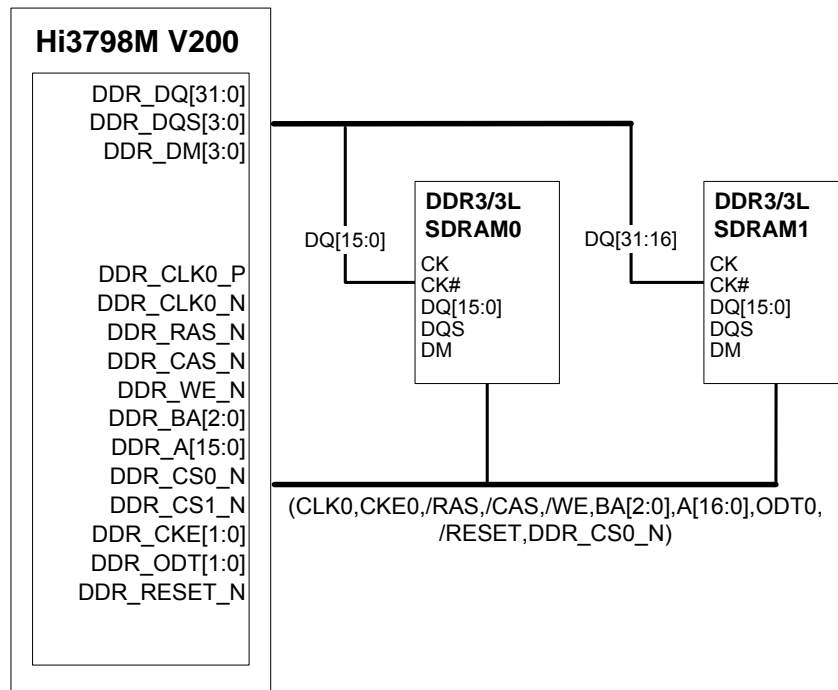 Hi3798M V200
DDR_DQ[31:0]
DDR_DQS[3:0]
DDR_DM[3:0]
DDR_CLK0_P
DDR_CLK0_N
DDR_RAS_N
DDR_CAS_N
DDR_WE_N
DDR_BA[2:0]
DDR_A[15:0]
DDR_CS0_N
DDR_CS1_N
DDR_CKE[1:0]
DDR_ODT[1:0]
DDR_RESET_N
DQ[15:0]
DDR3/3L
SDRAM0
CK
CK#
DQ[15:0]
DQS
DM
DQ[31:16]
DDR3/3L
SDRAM1
CK
CK#
DQ[15:0]
DQS
DM
(CLK0,CKE0,/RAS,/CAS,/WE,BA[2:0],A[16:0],ODT0,
/RESET,DDR_CS0_N)